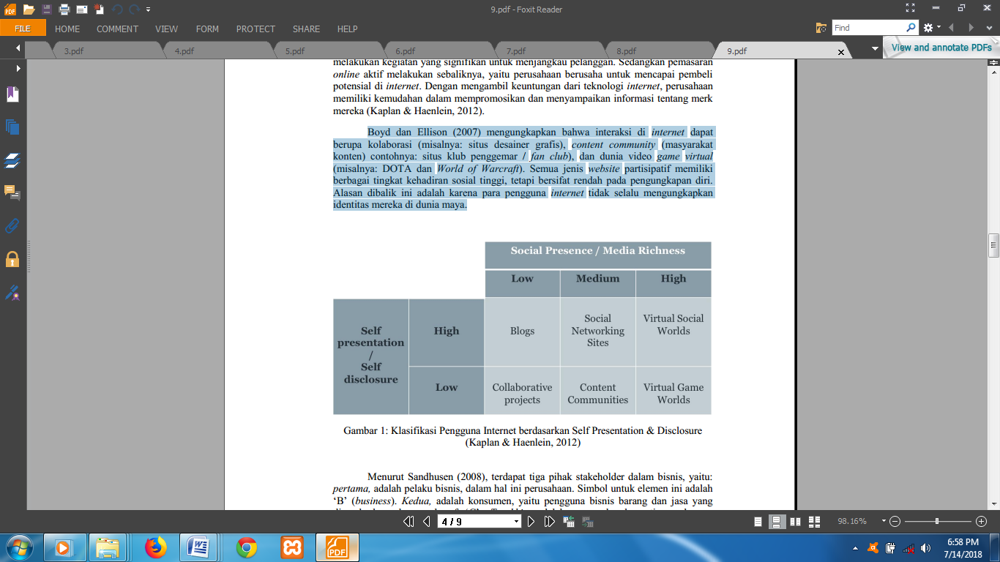 9.pdf - Foxit Reader
FILE HOME COMMENT VIEW FORM PROTECT SHARE HELP
Find
3.pdf 4.pdf 5.pdf 6.pdf 7.pdf 8.pdf 9.pdf
View and annotate PDFs
melakukan kegiatan yang signifikan untuk menjangkau pelanggan. Sedangkan pemasaran
online aktif melakukan sebaliknya, yaitu perusahaan berusaha untuk mencapai pembeli
potensial di internet. Dengan mengambil keuntungan dari teknologi internet, perusahaan
memiliki kemudahan dalam mempromosikan dan menyampaikan informasi tentang merk
mereka (Kaplan & Haenlein, 2012).
Boyd dan Ellison (2007) mengungkapkan bahwa interaksi di internet dapat
berupa kolaborasi (misalnya: situs desainer grafis), content community (masyarakat
konten) contohnya: situs klub penggemar / fan club), dan dunia video game virtual
(misalnya: DOTA dan World of Warcraft). Semua jenis website partisipatif memiliki
berbagai tingkat kehadiran sosial tinggi, tetapi bersifat rendah pada pengungkapan diri.
Alasan dibalik ini adalah karena para pengguna internet tidak selalu mengungkapkan
identitas mereka di dunia maya.
Social Presence / Media Richness
Low Medium High
Self
presentation
/
Self
disclosure
High
Blogs
Social
Networking
Sites
Virtual Social
Worlds
Low
Collaborative
projects
Content
Communities
Virtual Game
Worlds
Gambar 1: Klasifikasi Pengguna Internet berdasarkan Self Presentation & Disclosure
(Kaplan & Haenlein, 2012)
Menurut Sandhusen (2008), terdapat tiga pihak stakeholder dalam bisnis, yaitu:
pertama, adalah pelaku bisnis, dalam hal ini perusahaan. Simbol untuk elemen ini adalah
‘B’ (business). Kedua, adalah konsumen, yaitu pengguna bisnis barang dan jasa yang
4 / 9
98.16%
PDF
6:58 PM
7/14/2018